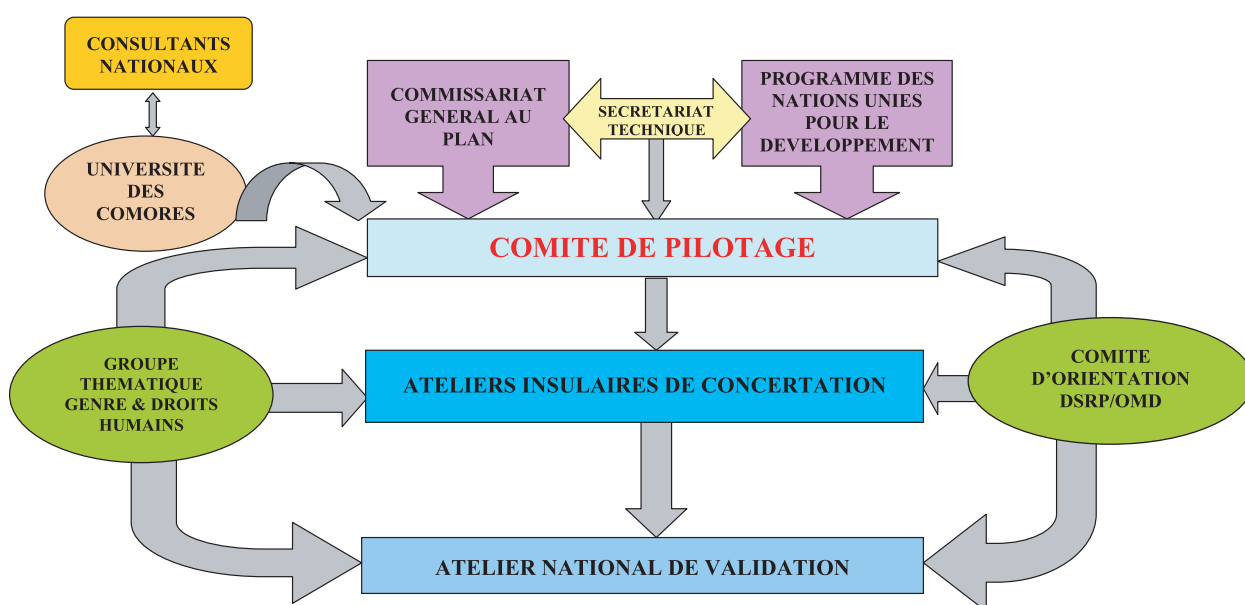 CONSULTANTS
NATIONAUX
COMMISSARIAT
GENERAL AU
PLAN
SECRETARIAT
TECHNIQUE
PROGRAMME DES
NATIONS UNIES
POUR LE
DEVELOPPEMENT
UNIVERSITE
DES
COMORES
COMITE DE PILOTAGE
GROUPE
THEMATIQUE
GENRE & DROITS
HUMAINS
ATELIERS INSULAIRES DE CONCERTATION
COMITE
D’ORIENTATION
DSRP/OMD
ATELIER NATIONAL DE VALIDATION